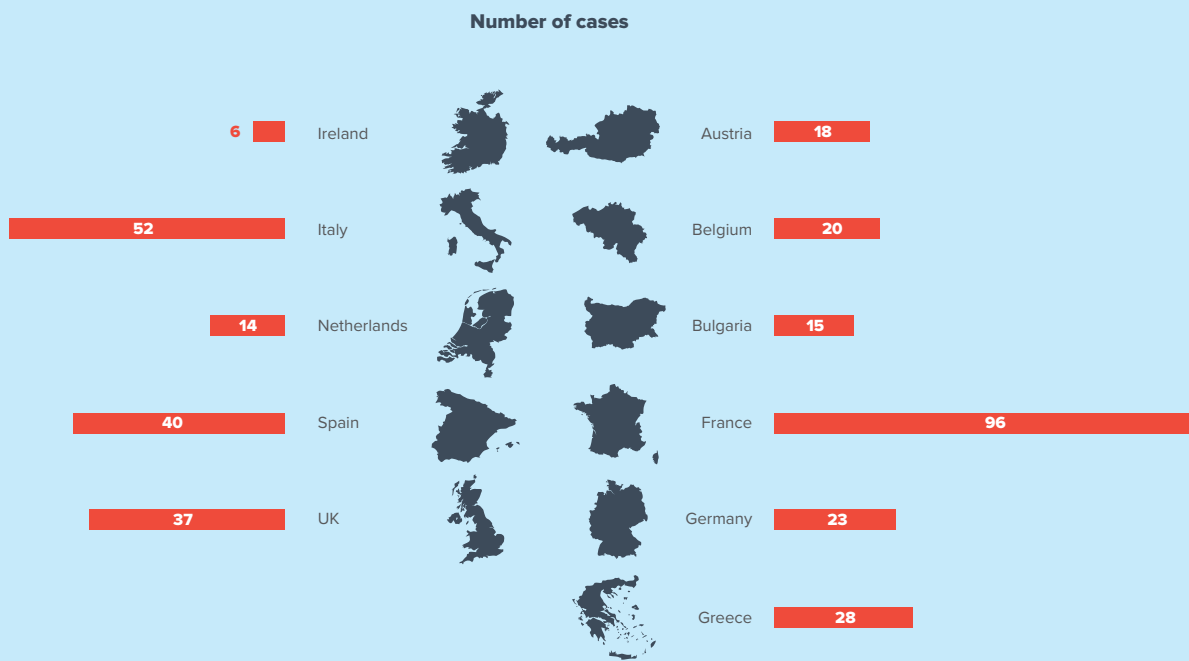 Number of cases
6 Ireland
Austria 18
52 Italy
Belgium 20
14 Netherlands
Bulgaria 15
40 Spain
France 96
37 UK
Germany 23
Greece 28